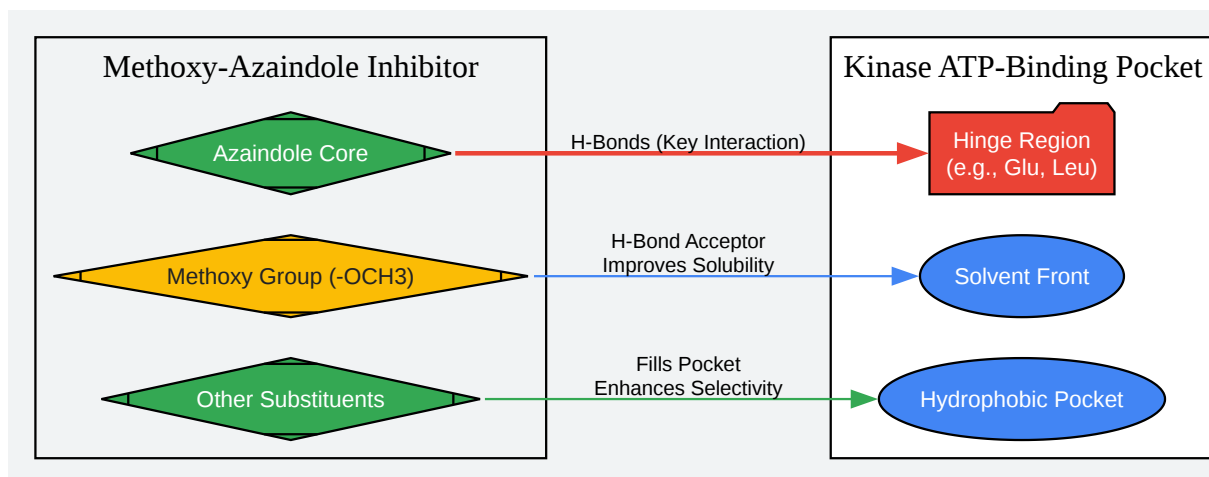 Methoxy-Azaindole Inhibitor
Kinase ATP-Binding Pocket
Azaindole Core
H-Bonds (Key Interaction)
Hinge Region
(e.g., Glu, Leu)
Methoxy Group (-OCH3)
H-Bond Acceptor
Improves Solubility
Solvent Front
Other Substituents
Fills Pocket
Enhances Selectivity
Hydrophobic Pocket